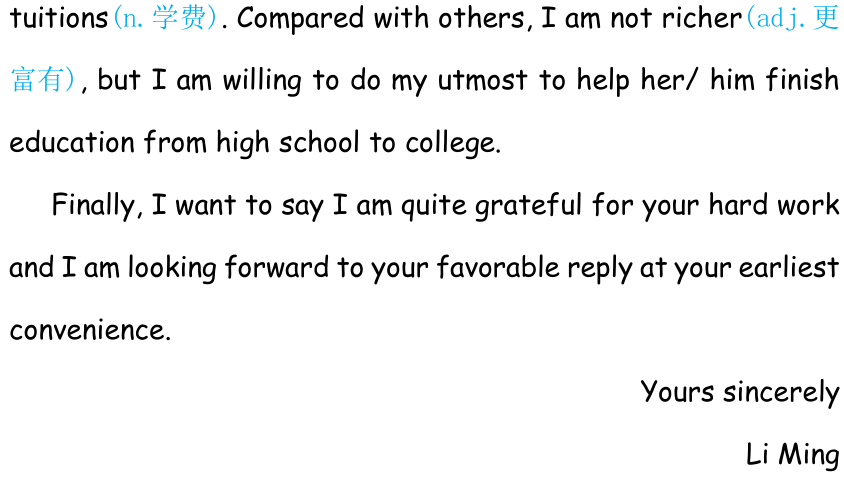 tuitions(n.学费). Compared with others, I am not richer(adj.更
富有), but I am willing to do my utmost to help her/ him finish
education from high school to college.
Finally, I want to say I am quite grateful for your hard work
and I am looking forward to your favorable reply at your earliest
convenience.
Yours sincerely
Li Ming